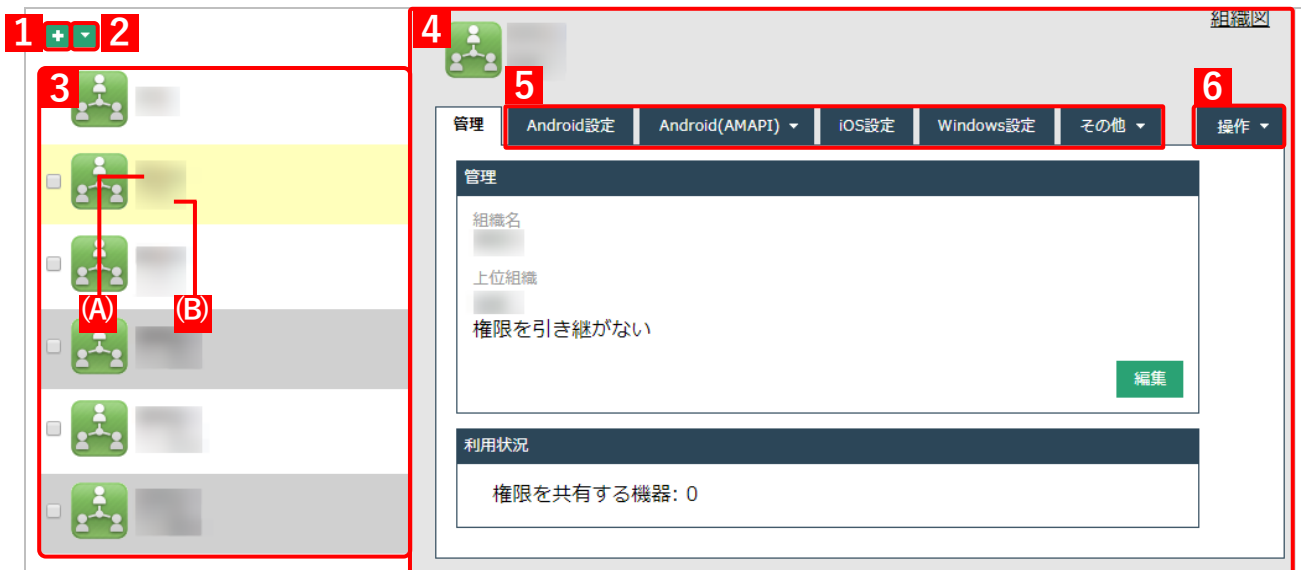 1 2
3
(A) (B)
4
組織図
5
6
管理 Android設定 Android(AMAPI) iOS設定 Windows設定 その他 操作
管理
組織名
上位組織
権限を引き継がない
編集
利用状況
権限を共有する機器: 0